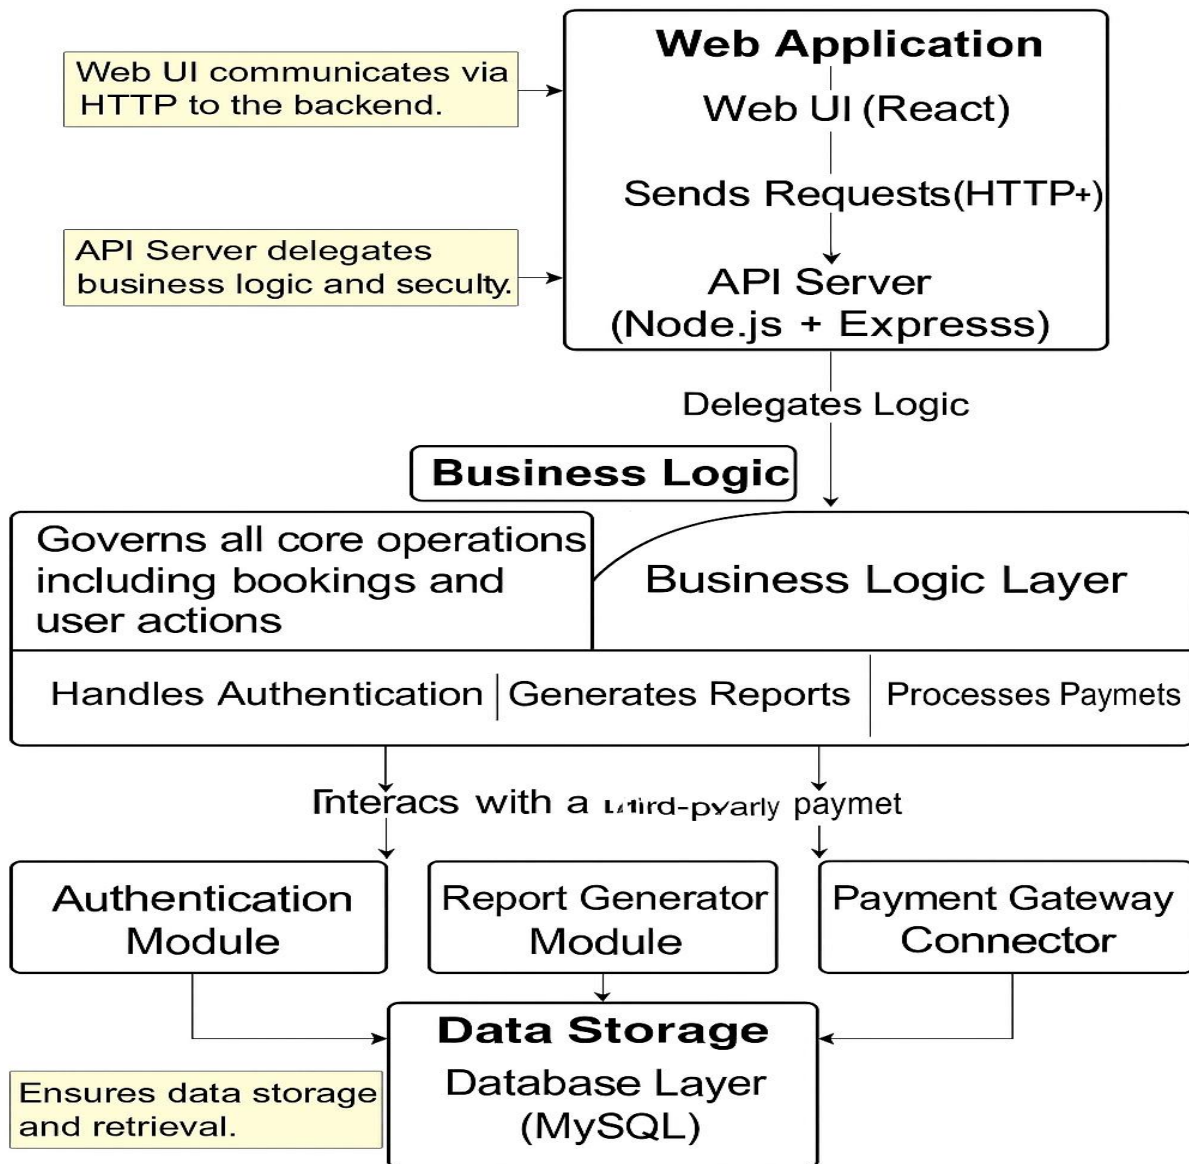 Web Application
Web UI communicates via
HTTP to the backend.
Web UI (React)
Sends Requests(HTTP+)
API Server delegates
business logic and seculty.
API Server
(Node.js + Expresss)
Delegates Logic
Business Logic
Governs all core operations
including bookings and
user actions
Business Logic Layer
Handles Authentication
Generates Reports
Processes Paymets
Interacs with a paymet
Authentication
Module
Report Generator
Module
Payment Gateway
Connector
Data Storage
Database Layer
(MySQL)
Ensures data storage
and retrieval.